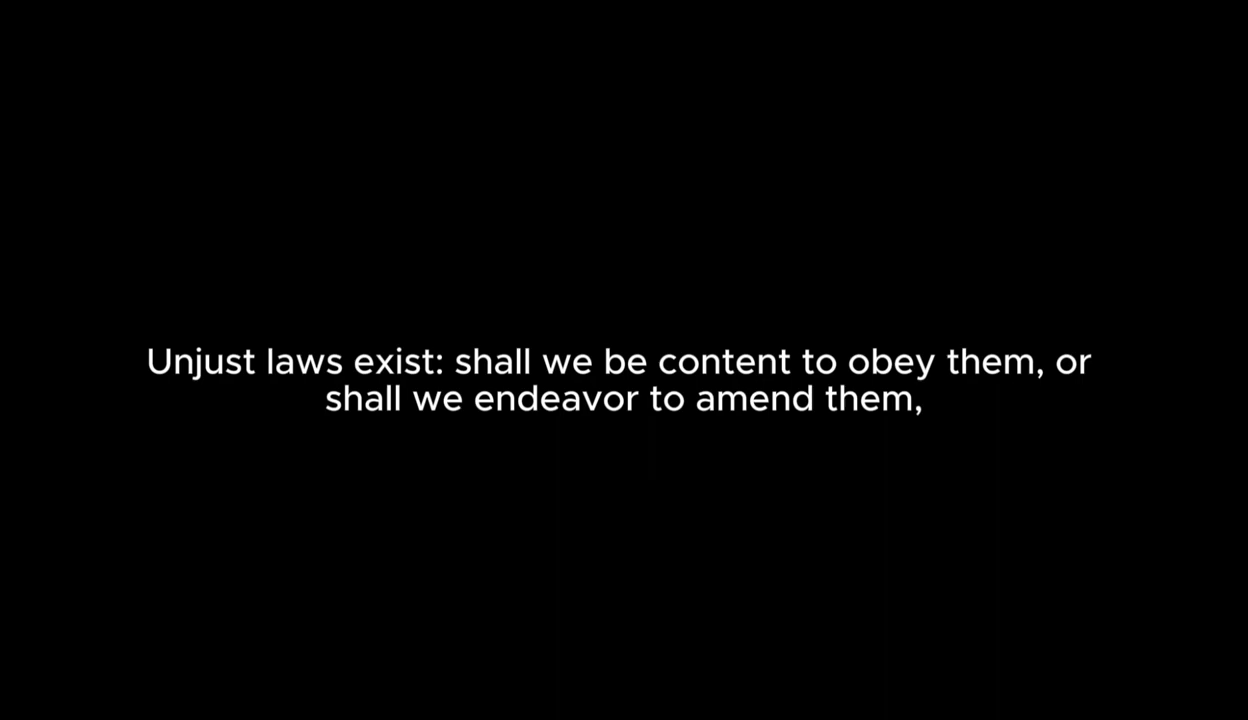 Unjust laws exist: shall we be content to obey them, or
shall we endeavor to amend them,